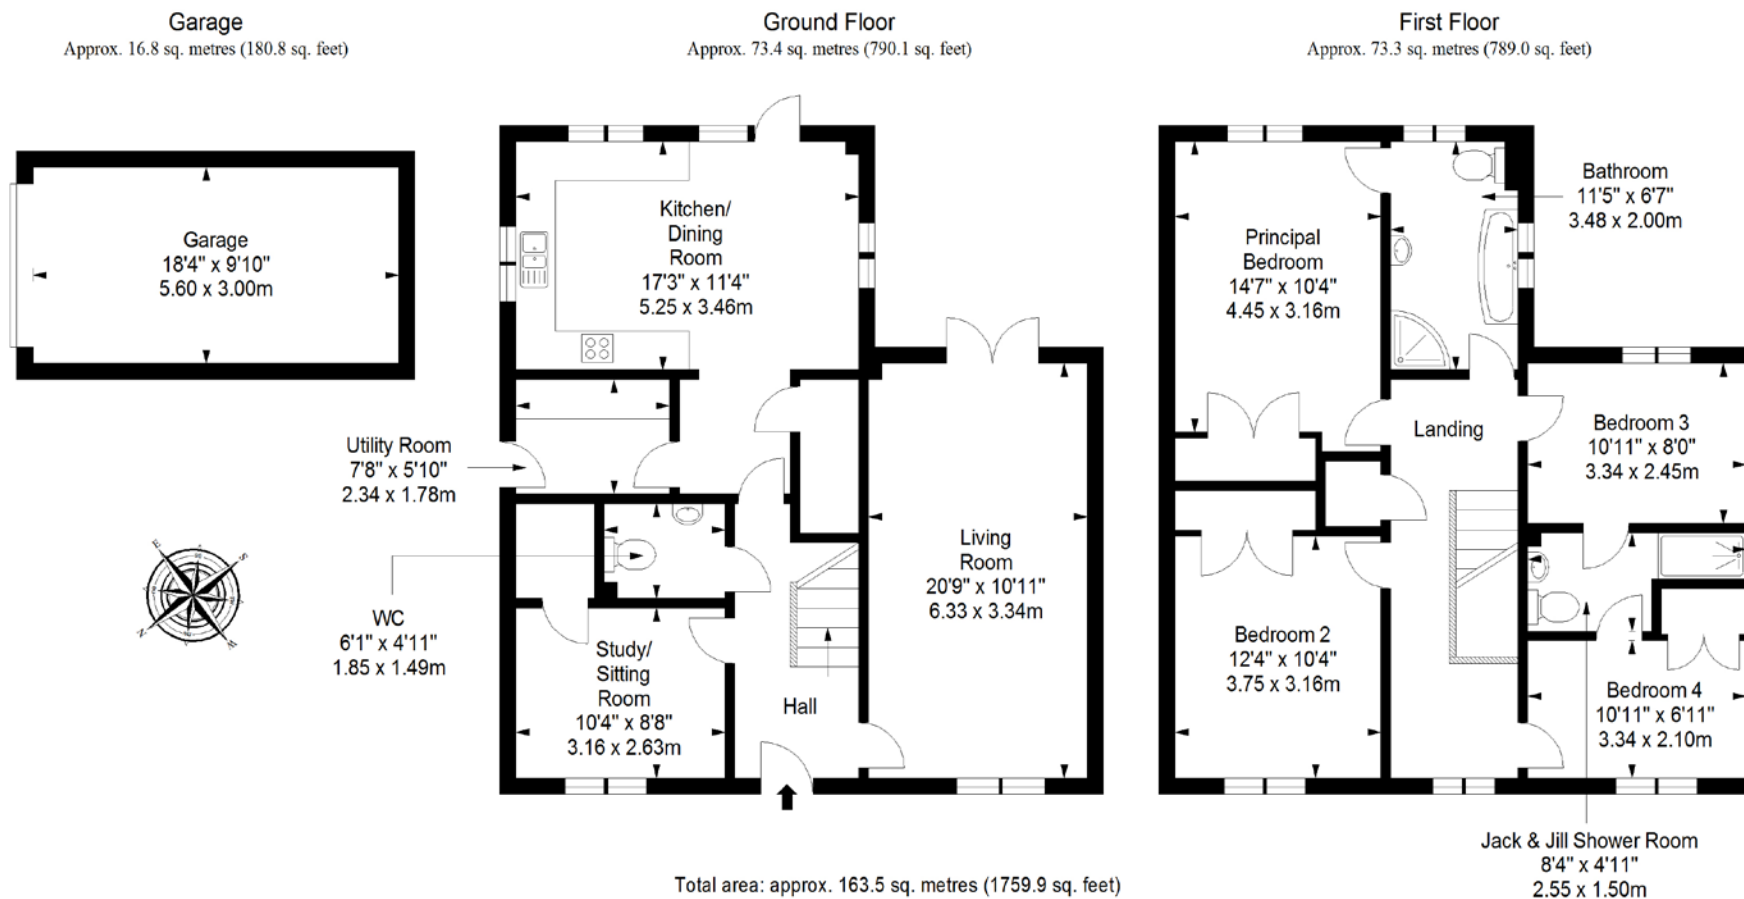 Garage
Approx. 16.8 sq. metres (180.8 sq. feet)
Ground Floor
Approx. 73.4 sq. metres (790.1 sq. feet)
First Floor
Approx. 73.3 sq. metres (789.0 sq. feet)
Garage
18'4" x 9'10"
5.60 x 3.00m
Kitchen/
Dining
Room
17'3" x 11'4"
5.25 x 3.46m
Utility Room
7'8" x 5'10"
2.34 x 1.78m
WC
6'1" x 4'11"
1.85 x 1.49m
Study/
Sitting
Room
10'4" x 8'8"
3.16 x 2.63m
Hall
Living
Room
20'9" x 10'11"
6.33 x 3.34m
Principal
Bedroom
14'7" x 10'4"
4.45 x 3.16m
Bathroom
11'5" x 6'7"
3.48 x 2.00m
Landing
Bedroom 3
10'11" x 8'0"
3.34 x 2.45m
Bedroom 2
12'4" x 10'4"
3.75 x 3.16m
Bedroom 4
10'11" x 6'11"
3.34 x 2.10m
Jack & Jill Shower Room
8'4" x 4'11"
2.55 x 1.50m
E
S
N
W
Total area: approx. 163.5 sq. metres (1759.9 sq. feet)